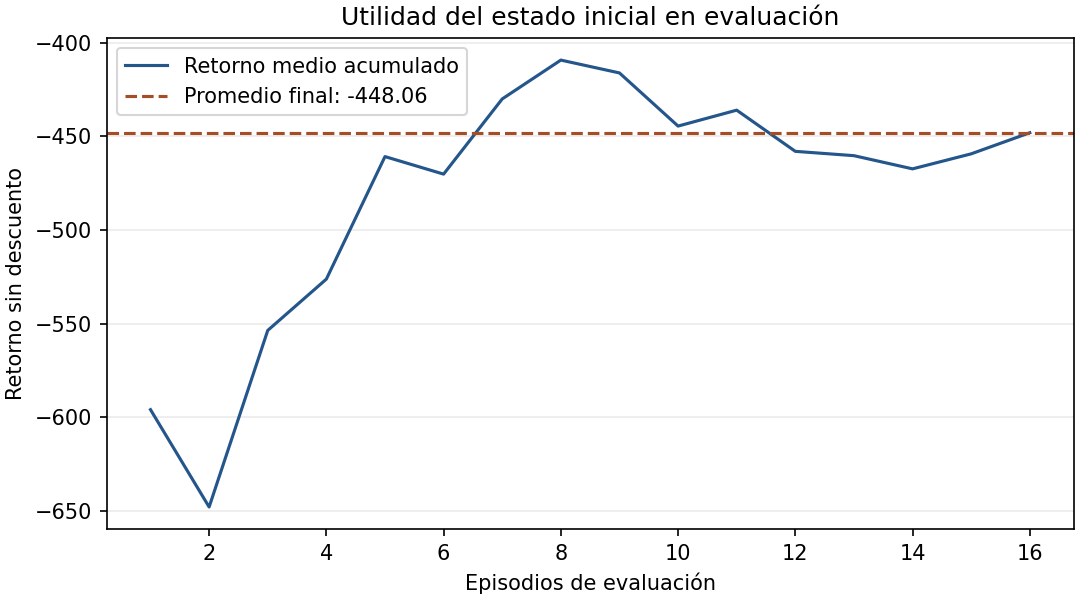 Utilidad del estado inicial en evaluación
Retorno medio acumulado
Promedio final: -448.06
Retorno sin descuento
−400
−450
−500
−550
−600
−650
2 4 6 8 10 12 14 16
Episodios de evaluación